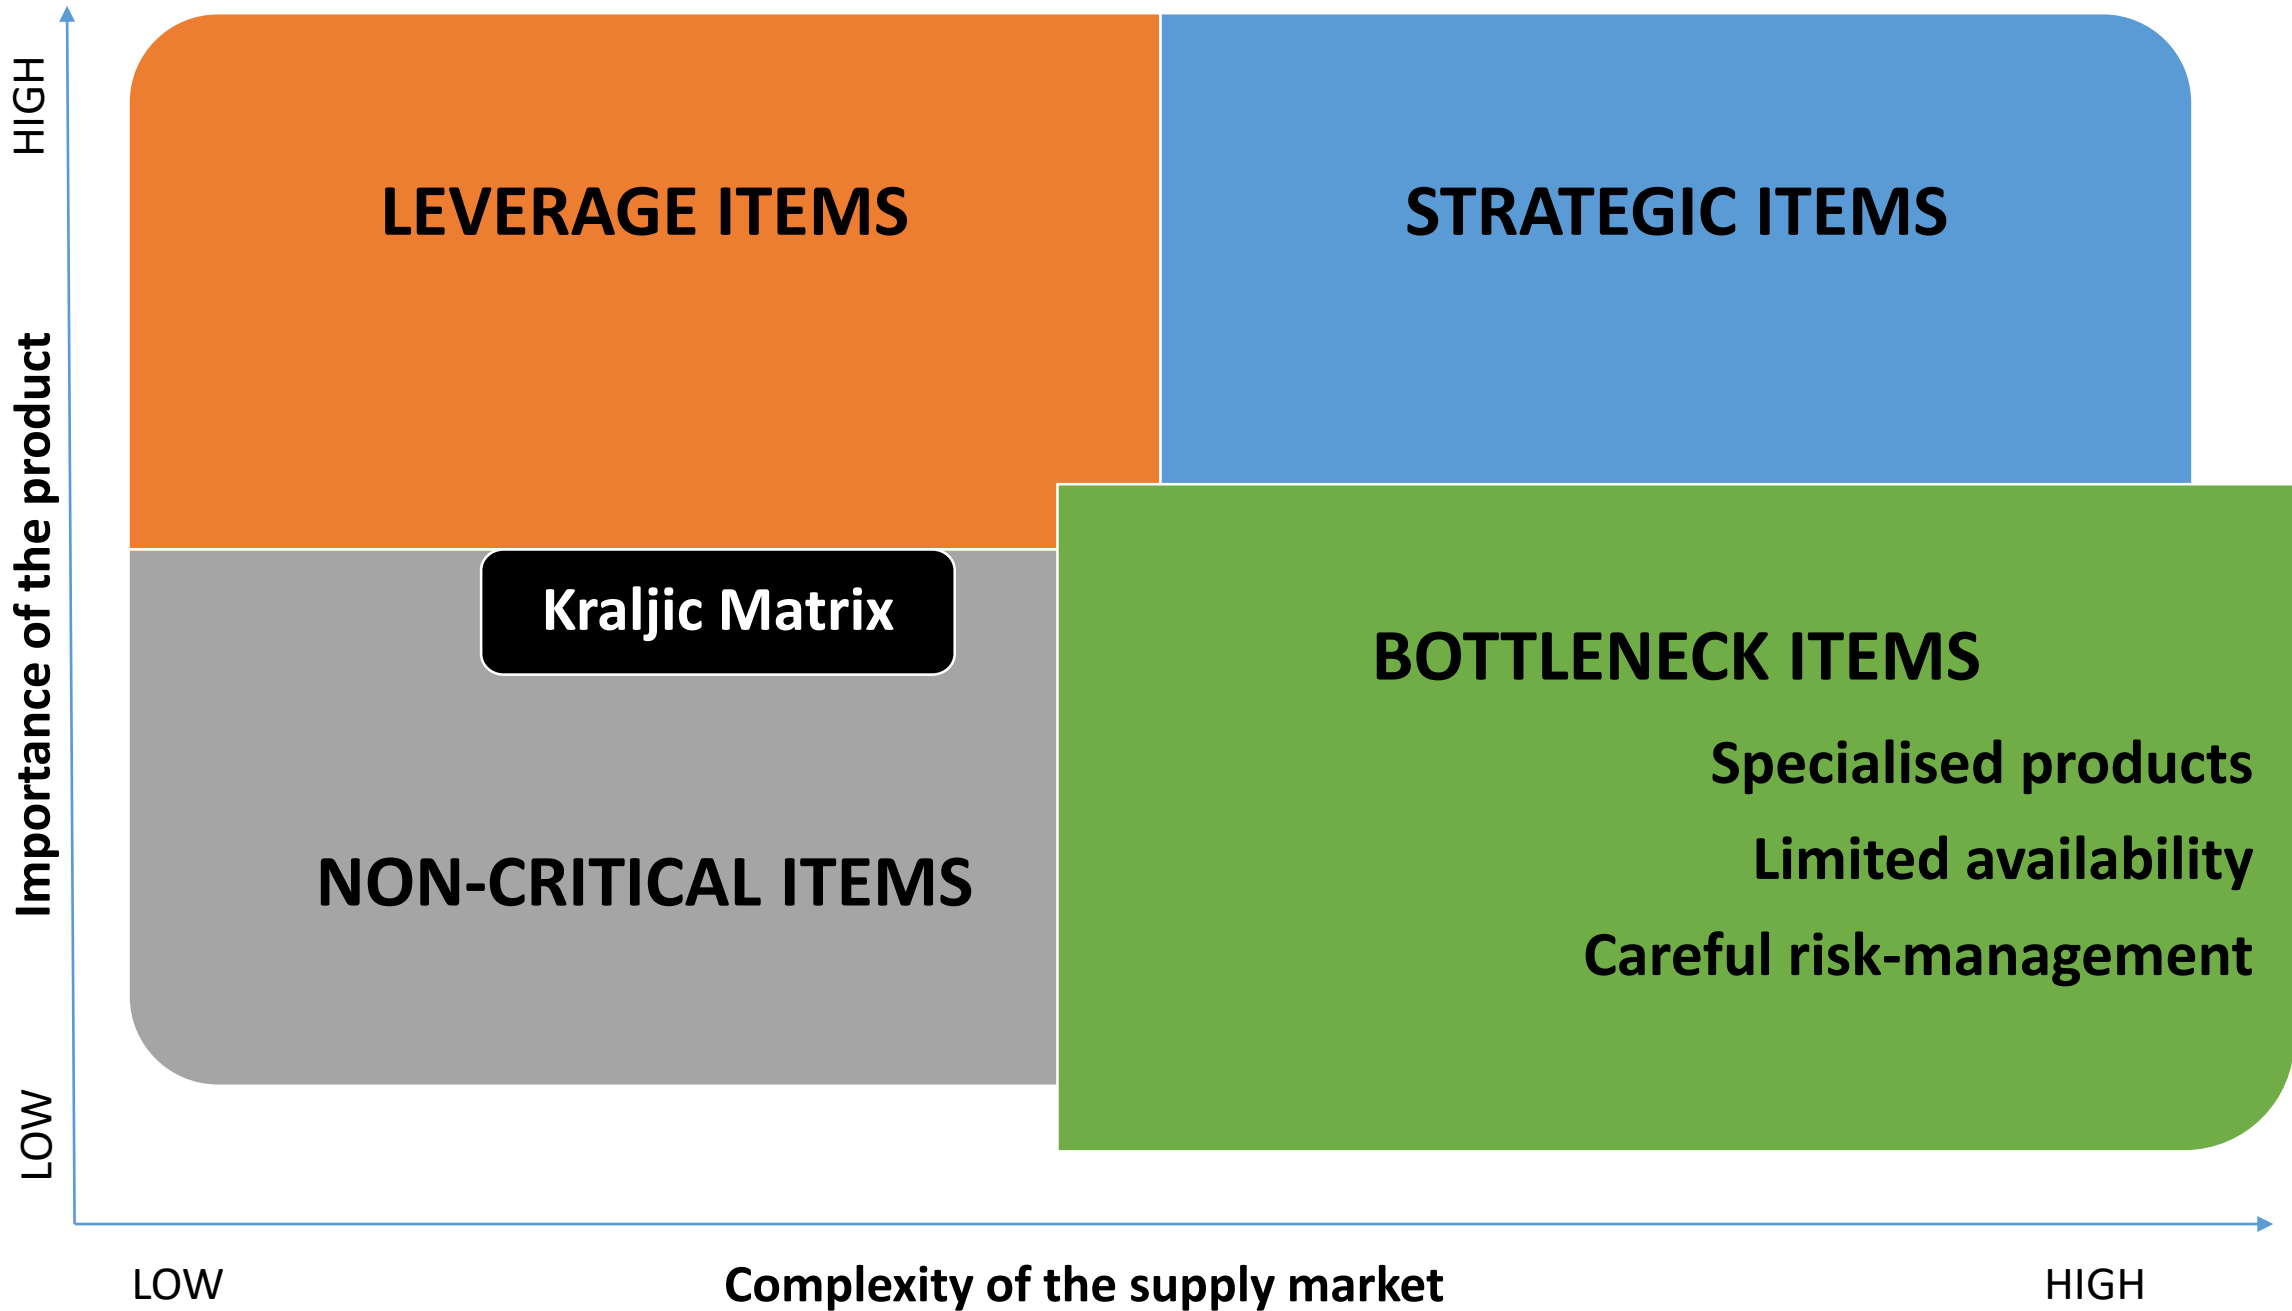 HIGH
LEVERAGE ITEMS
STRATEGIC ITEMS
Importance of the product
Kraljic Matrix
BOTTLENECK ITEMS
Specialised products
Limited availability
Careful risk-management
NON-CRITICAL ITEMS
LOW
LOW
Complexity of the supply market
HIGH